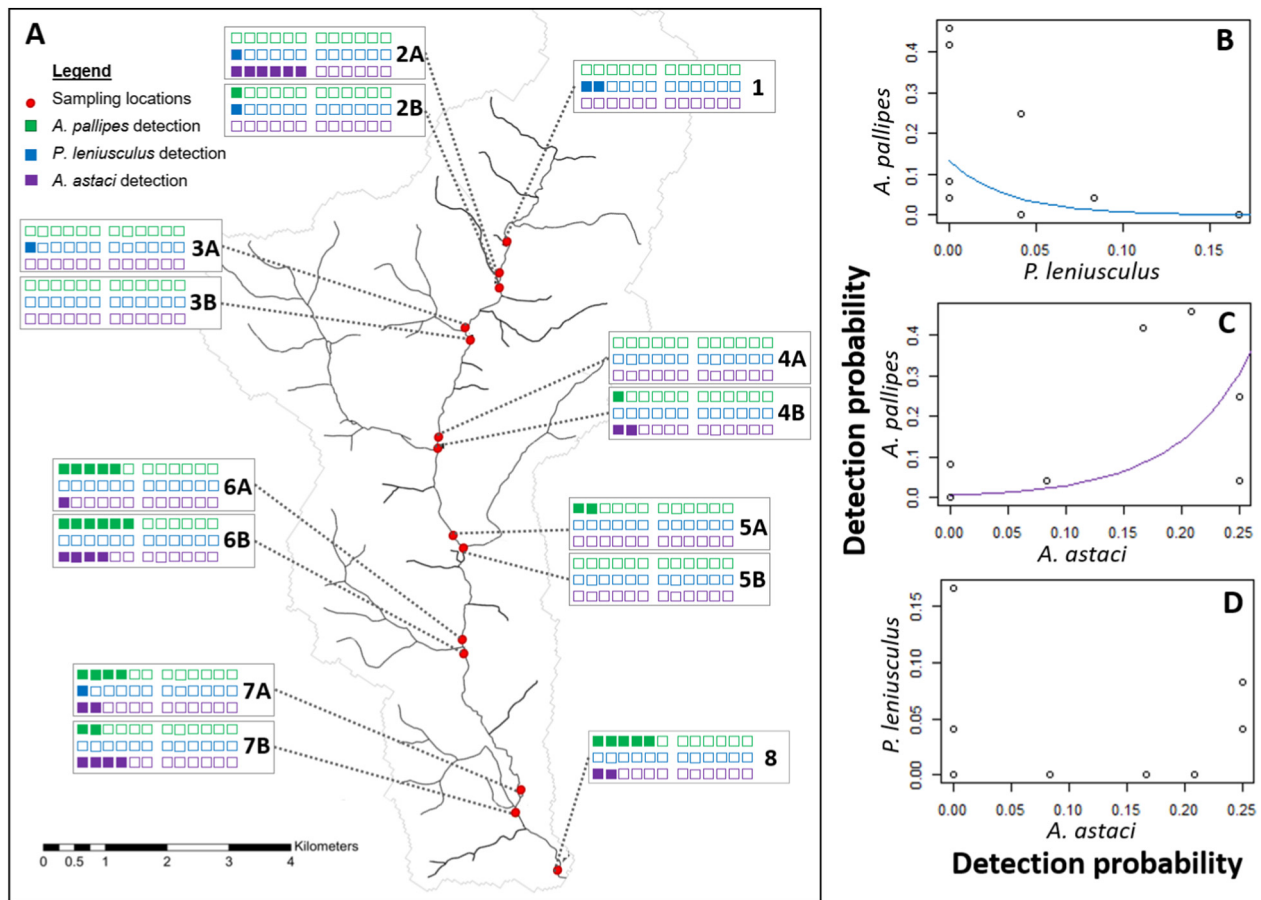 A
Legend
Sampling locations
A. pallipes detection
P. leniusculus detection
A. astaci detection
2A
2B
1
3A
3B
4A
4B
6A
6B
5A
5B
7A
7B
8
0 0.5 1 2 3 4 Kilometers
Detection probability
B
A. pallipes
0.4
0.3
0.2
0.1
0.0
0.00 0.05 0.10 0.15
P. leniusculus
C
A. pallipes
0.4
0.3
0.2
0.1
0.0
0.00 0.05 0.10 0.15 0.20 0.25
A. astaci
D
P. leniusculus
0.15
0.10
0.05
0.00
0.00 0.05 0.10 0.15 0.20 0.25
A. astaci
Detection probability